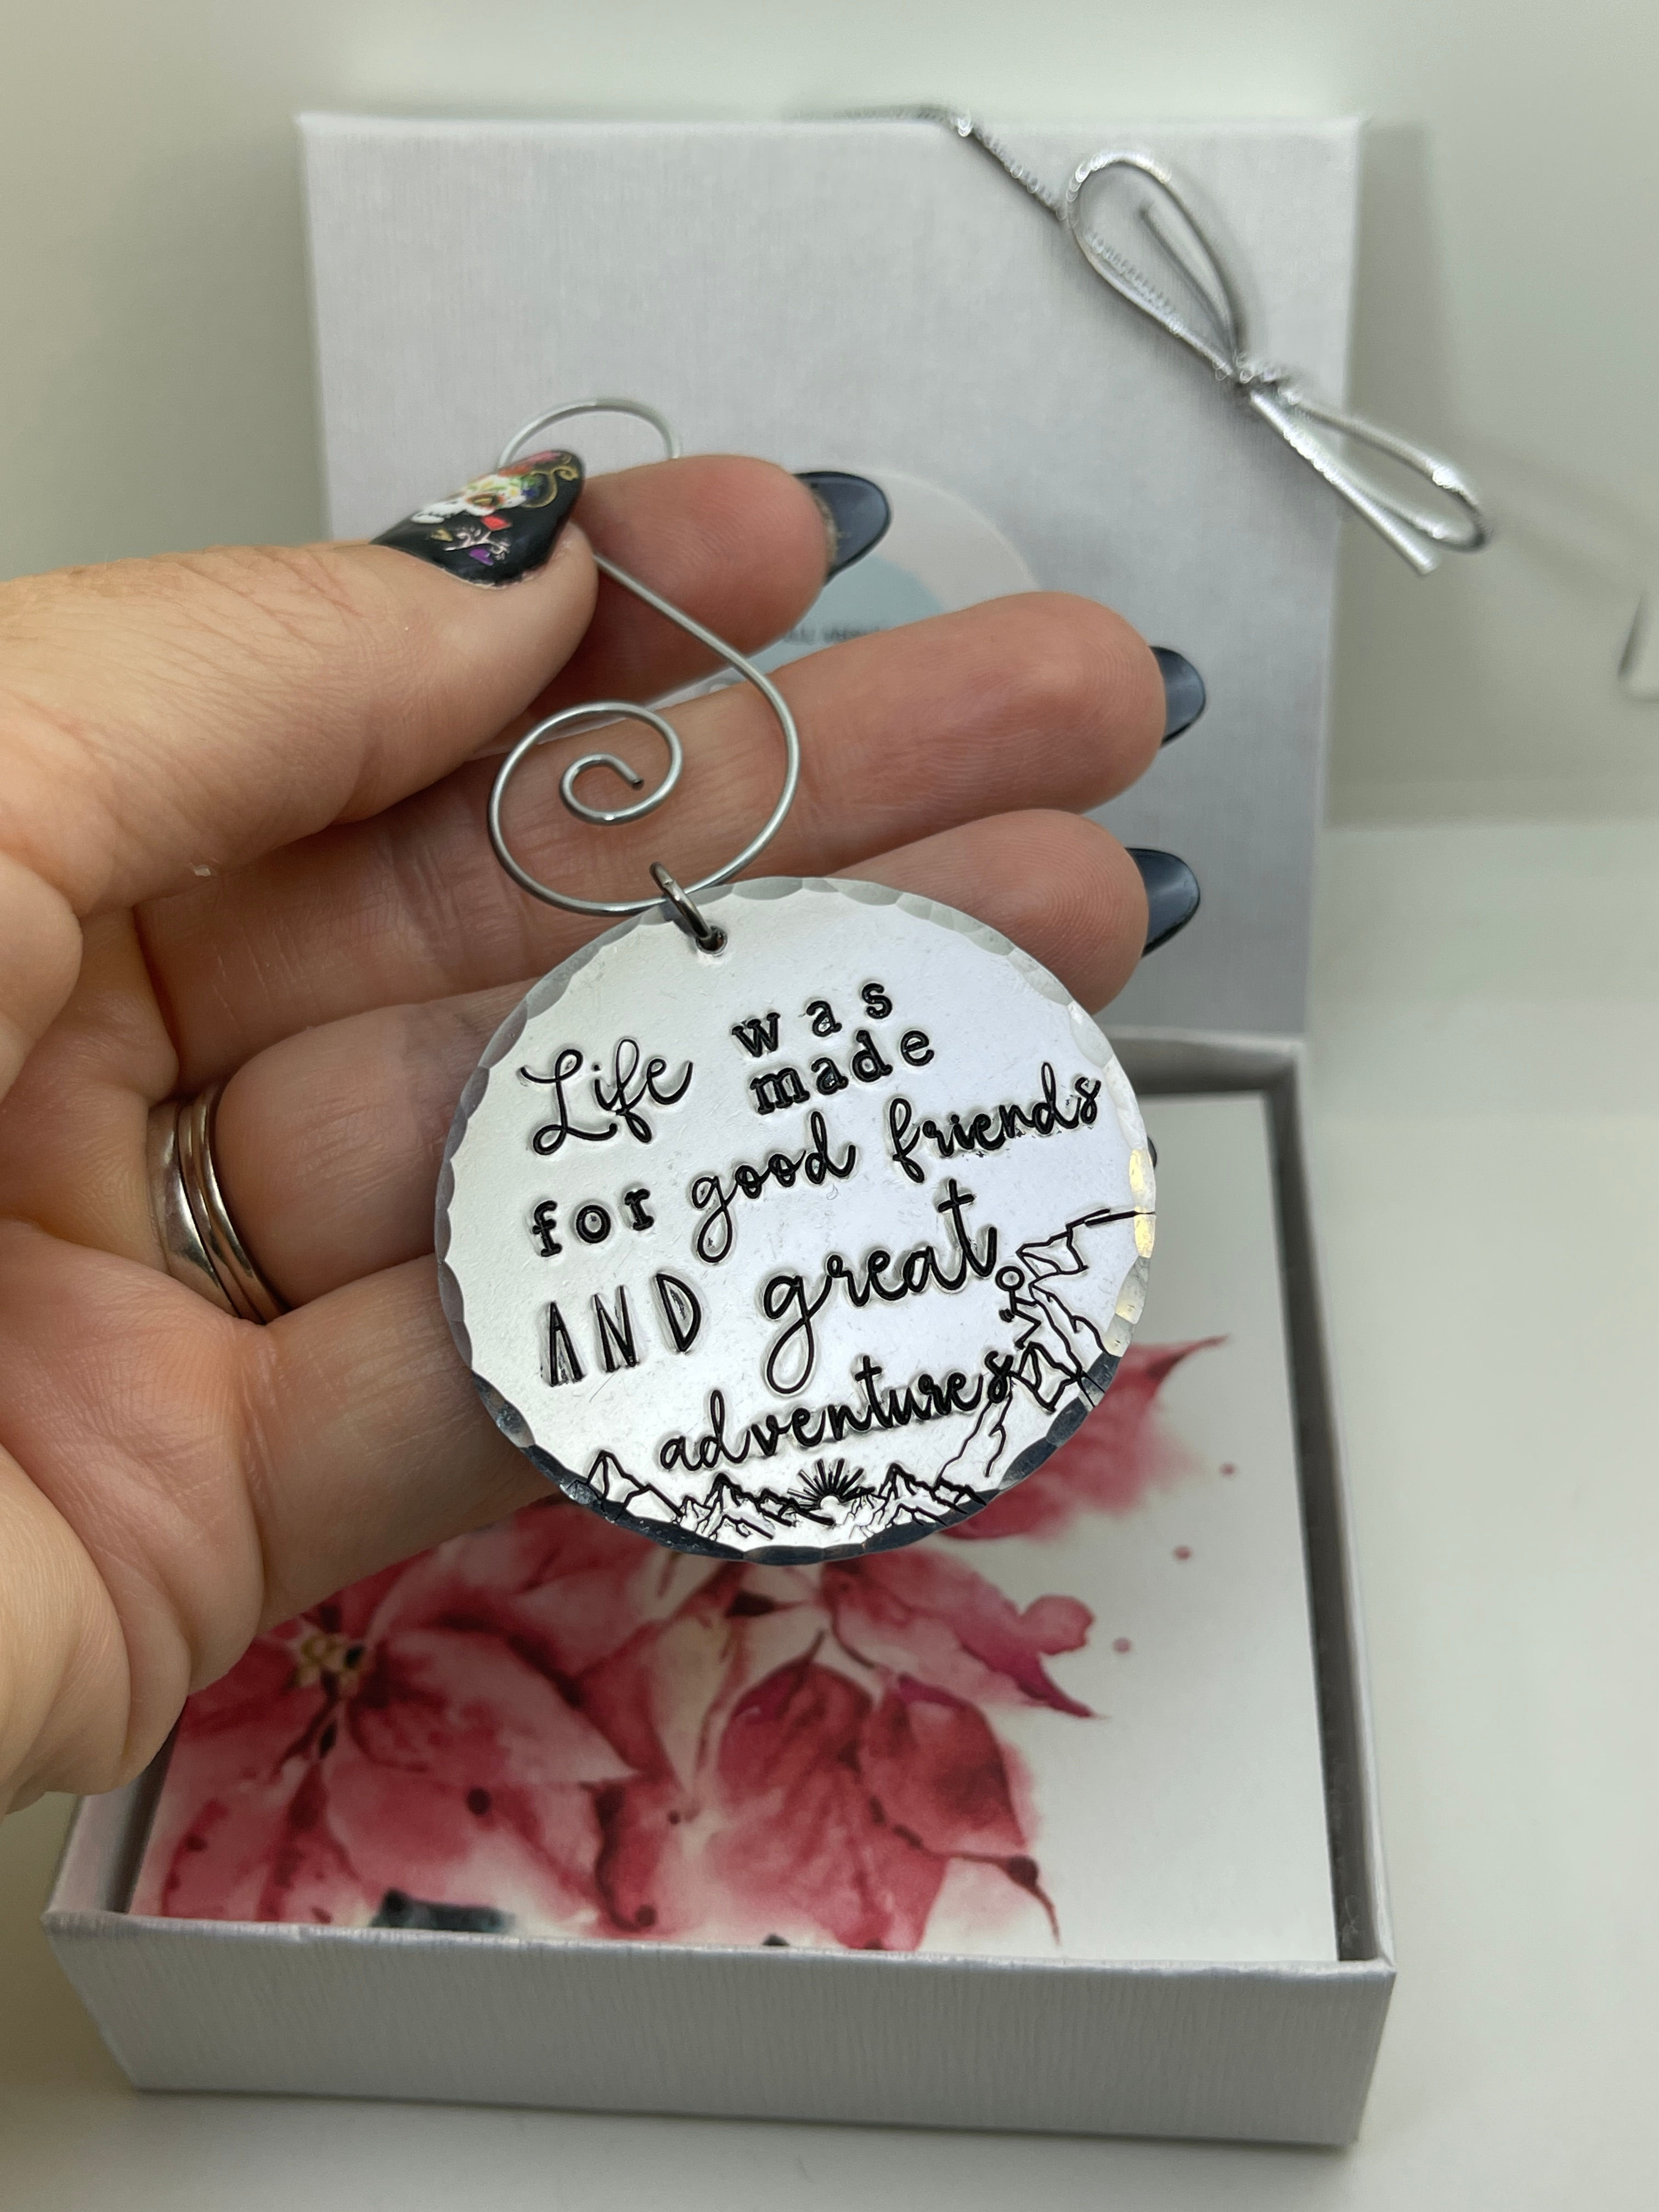 Life was
made
for good friends
AND great
adventures